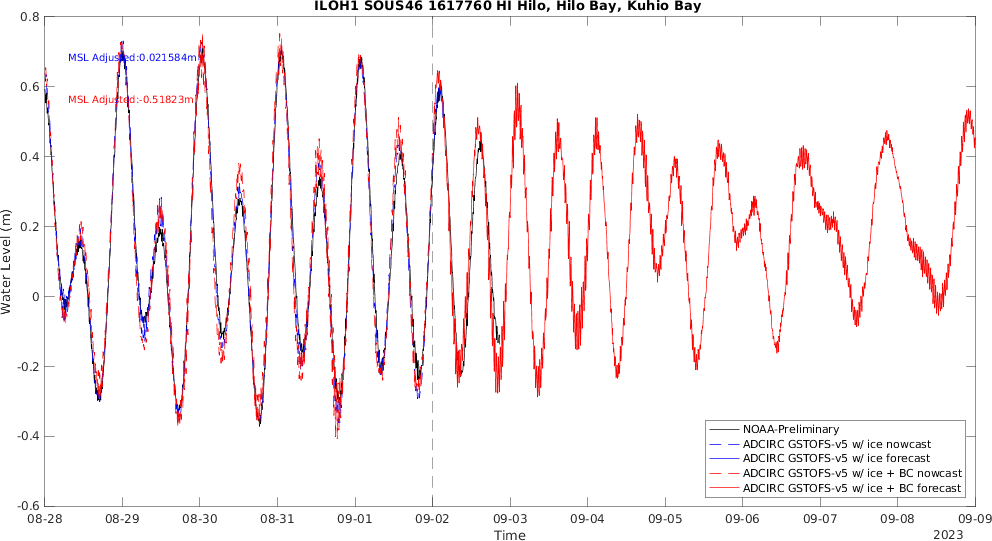 ILOH1 SOUS46 1617760 HI Hilo, Hilo Bay, Kuhio Bay
0.8
MSL Adjusted:0.021584m
0.6
MSL Adjusted:-0.51823m
0.4
0.2
0
-0.2
-0.4
-0.6
Water Level (m)
NOAA-Preliminary
ADCIRC GSTOFS-v5 w/ ice nowcast
ADCIRC GSTOFS-v5 w/ ice forecast
ADCIRC GSTOFS-v5 w/ ice + BC nowcast
ADCIRC GSTOFS-v5 w/ ice + BC forecast
08-28 08-29 08-30 08-31 09-01 09-02 09-03 09-04 09-05 09-06 09-07 09-08 09-09
Time
2023